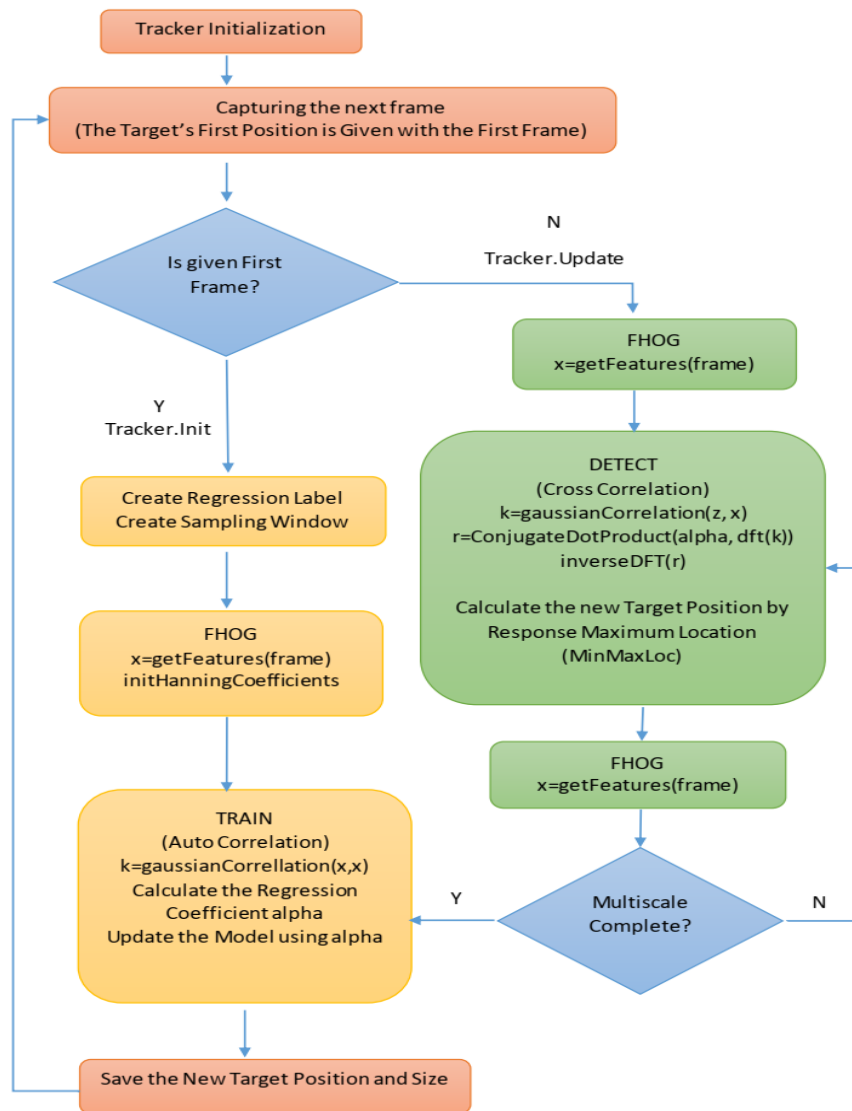 Tracker Initialization
Capturing the next frame
(The Target's First Position is Given with the First Frame)
Is given First
Frame?
N
Tracker.Update
Y
Tracker.Init
FHOG
x=getFeatures(frame)
DETECT
(Cross Correlation)
k=gaussianCorrelation(z, x)
r=ConjugateDotProduct(alpha, dft(k))
inverseDFT(r)
Calculate the new Target Position by
Response Maximum Location
(MinMaxLoc)
FHOG
x=getFeatures(frame)
Multiscale
Complete?
Y
N
Create Regression Label
Create Sampling Window
FHOG
x=getFeatures(frame)
initHanningCoefficients
TRAIN
(Auto Correlation)
k=gaussianCorrellation(x,x)
Calculate the Regression
Coefficient alpha
Update the Model using alpha
Save the New Target Position and Size